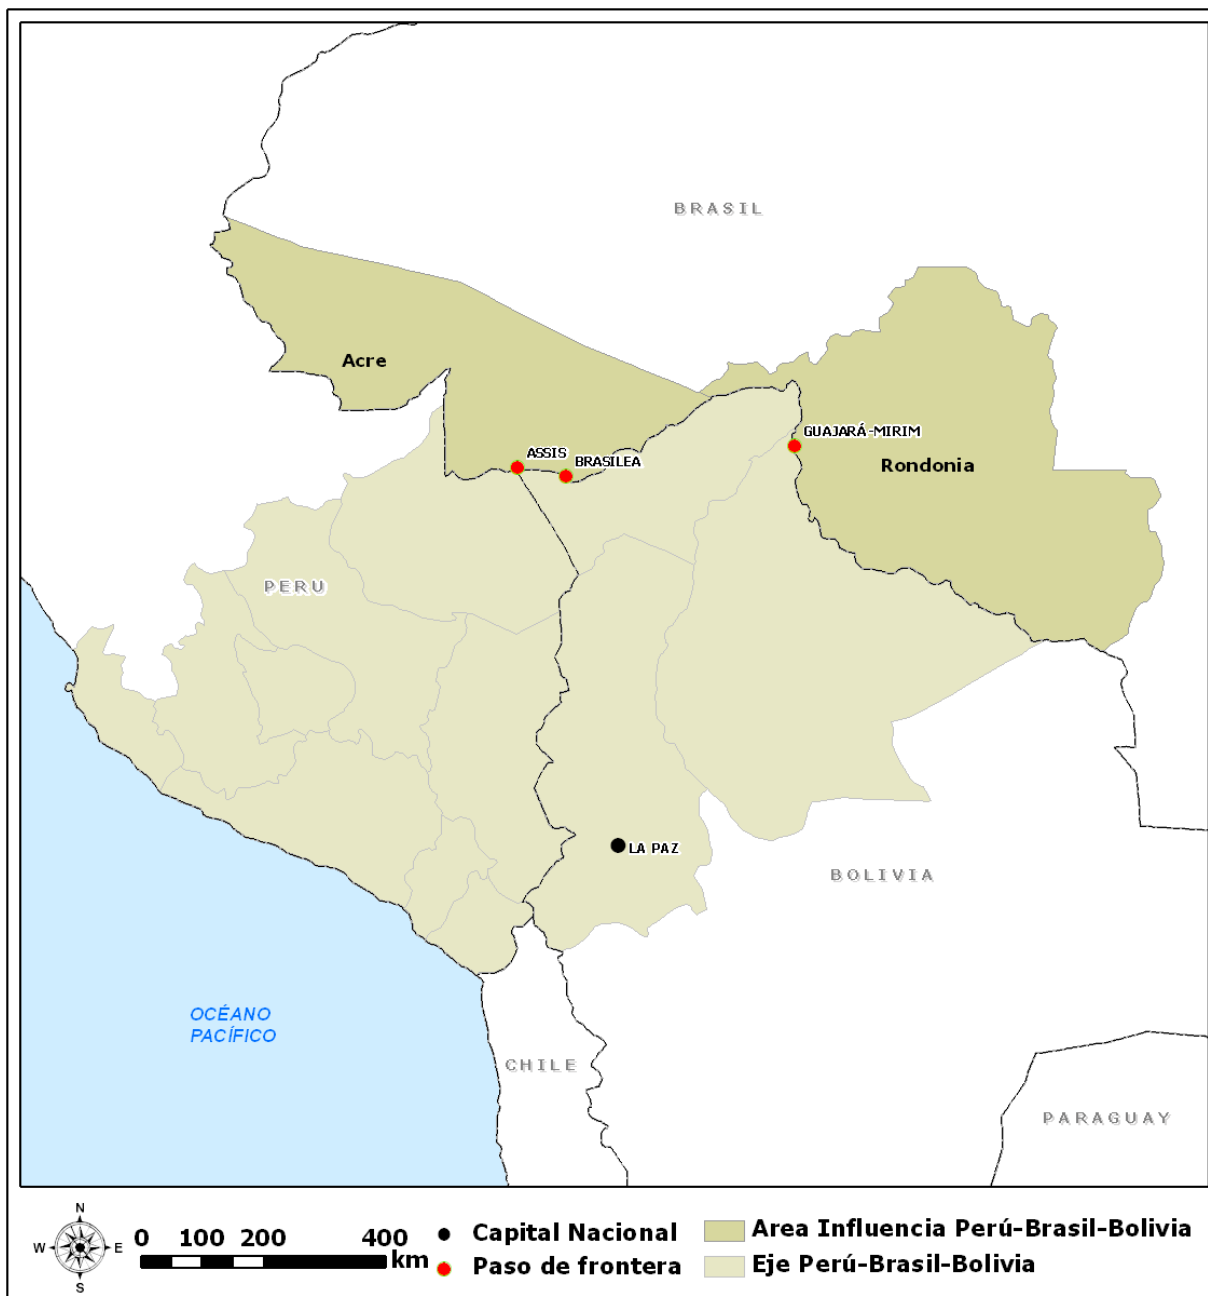 BRASIL
Acre
GUAJARÁ-MIRIM
ASSIS
BRASILEA
Rondonia
PERU
LA PAZ
BOLIVIA
OCÉANO
PACÍFICO
CHILE
PARAGUAY
N
W
E
S
0 100 200 400
km
Capital Nacional
Paso de frontera
Area Influencia Perú-Brasil-Bolivia
Eje Perú-Brasil-Bolivia